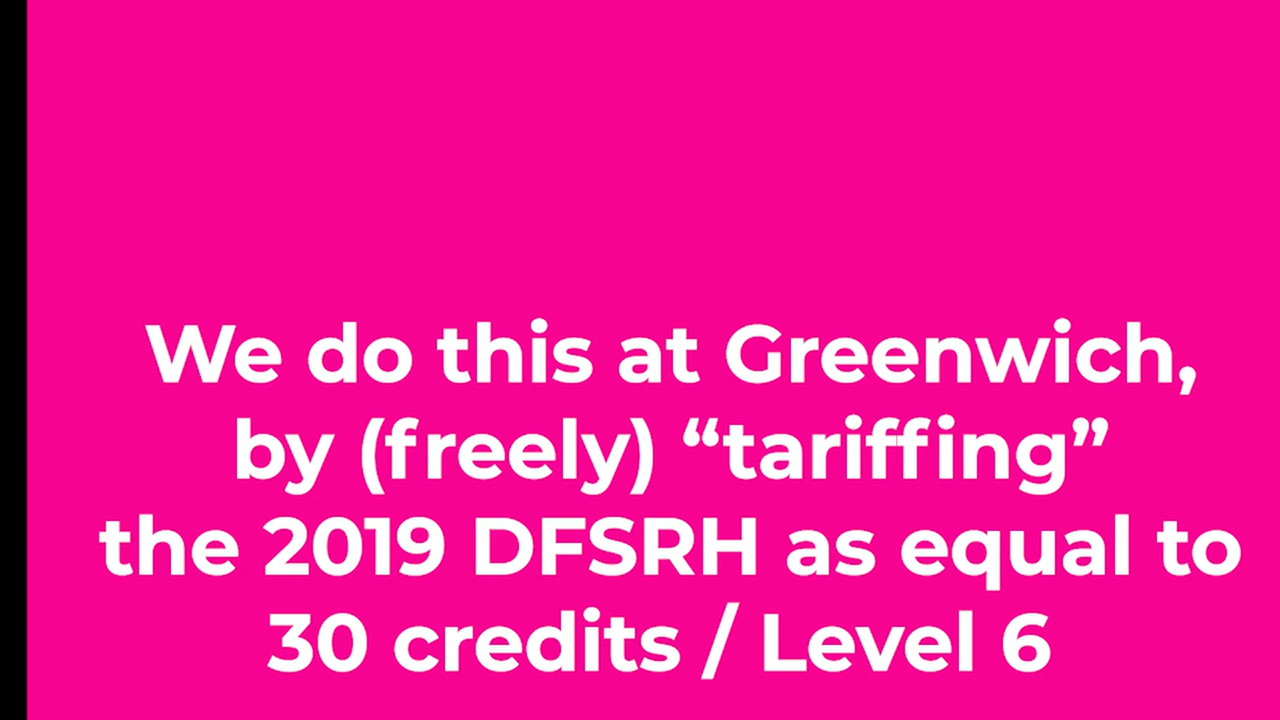 We do this at Greenwich,
by (freely) “tariffing”
the 2019 DFSRH as equal to
30 credits / Level 6